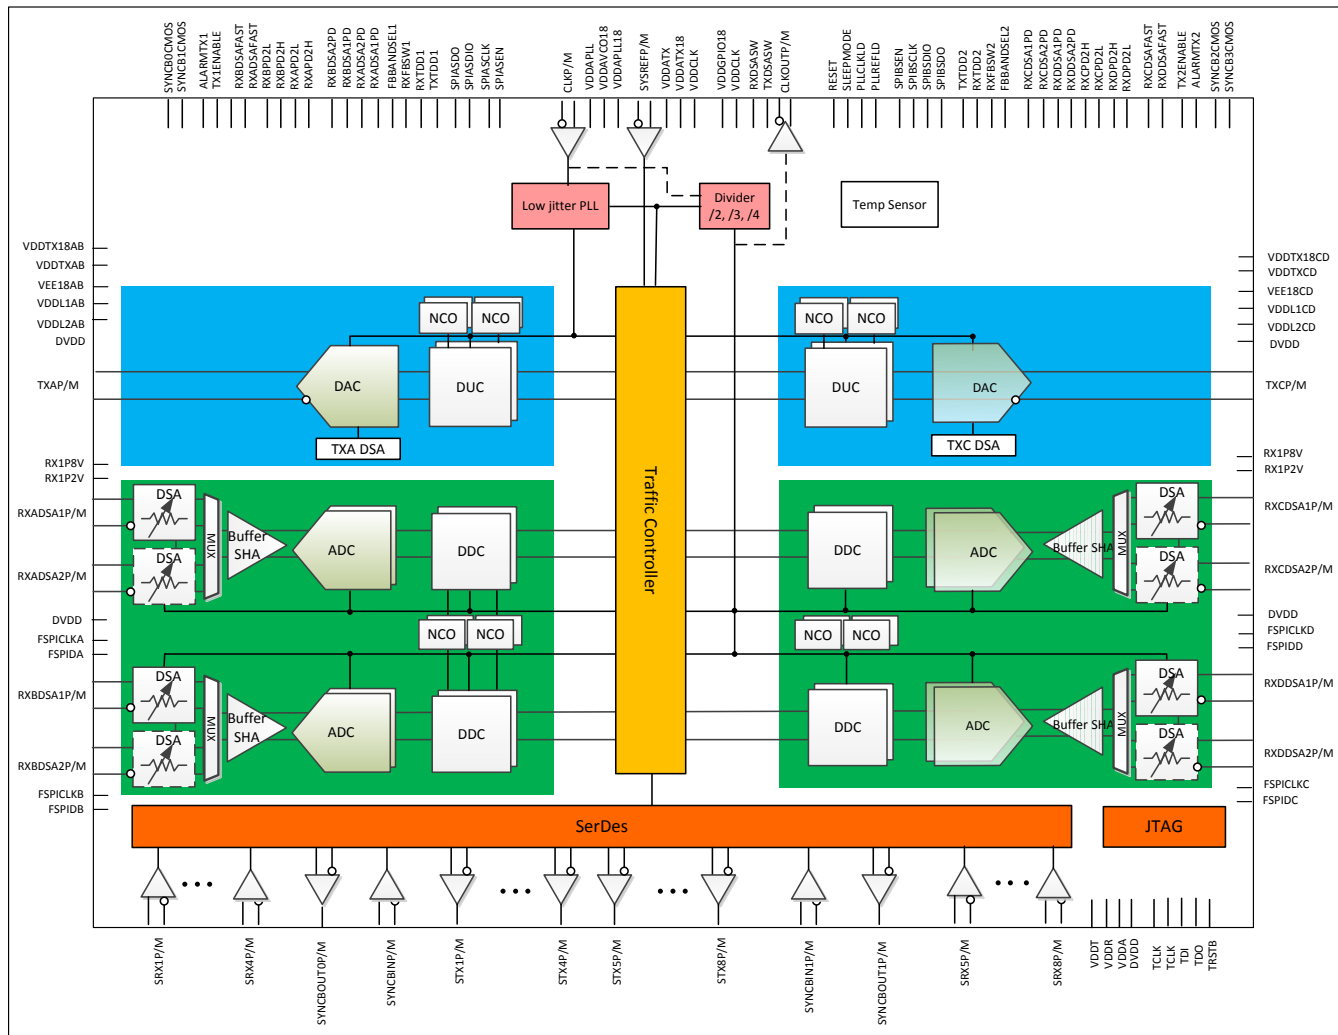 SYNCB0CMOS
SYNCB1CMOS
ALARMTX1
TX1ENABLE
RXBDSAFAST
RXADSAFAST
RXBPD2L
RXBPD2H
RXAPD2L
RXAPD2H
RXBDSA2PD
RXBDSA1PD
RXADSA2PD
RXADSA1PD
FBBANDSEL1
RXFBSW1
RXTDD1
TXTDD1
SPIASDO
SPIASDIO
SPIASCLK
SPIASEN
CLKP/M
VDDAPLL
VDDAVCO18
VDDAPLL18
SYSREFP/M
VDDATX
VDDATX18
VDDCLK
VDDGPIO18
VDDCLK
RXDSASW
TXDSASW
CLKOUTP/M
RESET
SLEEPMODE
PLLCLKLD
PLLREFLD
SPIBSEN
SPIBSCLK
SPIBSDIO
SPIBSDO
TXTDD2
RXTDD2
RXFBSW2
FBBANDSEL2
RXCDSA1PD
RXCDSA2PD
RXDDSA1PD
RXDDSA2PD
RXCPD2H
RXCPD2L
RXDPD2H
RXDPD2L
RXCDSAFAST
RXDDSAFAST
TX2ENABLE
ALARMTX2
SYNCB2CMOS
SYNCB3CMOS
Low jitter PLL
Divider
/2, /3, /4
Temp Sensor
VDDTX18AB
VDDTXAB
VEE18AB
VDDL1AB
VDDL2AB
DVDD
TXAP/M
RX1P8V
RX1P2V
RXADSA1P/M
RXADSA2P/M
DVDD
FSPICLKA
FSPIDA
RXBDSA1P/M
RXBDSA2P/M
FSPICLKB
FSPIDB
NCO
NCO
DAC
DUC
TXA DSA
NCO
NCO
DUC
DAC
TXC DSA
Traffic Controller
DSA
DSA
MUX
Buffer
SHA
ADC
DDC
NCO
NCO
DSA
DSA
MUX
Buffer
SHA
ADC
DDC
DDC
ADC
Buffer SHA
MUX
DSA
DSA
NCO
NCO
DDC
ADC
Buffer SHA
MUX
DSA
DSA
VDDTX18CD
VDDTXCD
VEE18CD
VDDL1CD
VDDL2CD
DVDD
TXCP/M
RX1P8V
RX1P2V
RXCDSA1P/M
RXCDSA2P/M
DVDD
FSPICLKD
FSPIDD
RXDDSA1P/M
RXDDSA2P/M
FSPICLKC
FSPIDC
SerDes
JTAG
SRX1P/M
SRX4P/M
SYNCBOUT0P/M
SYNCBINP/M
STX1P/M
STX4P/M
STX5P/M
STX8P/M
SYNCBIN1P/M
SYNCBOUT1P/M
SRX5P/M
SRX8P/M
VDDT
VDDR
VDDA
DVDD
TCLK
TCLK
TDI
TDO
TRSTB